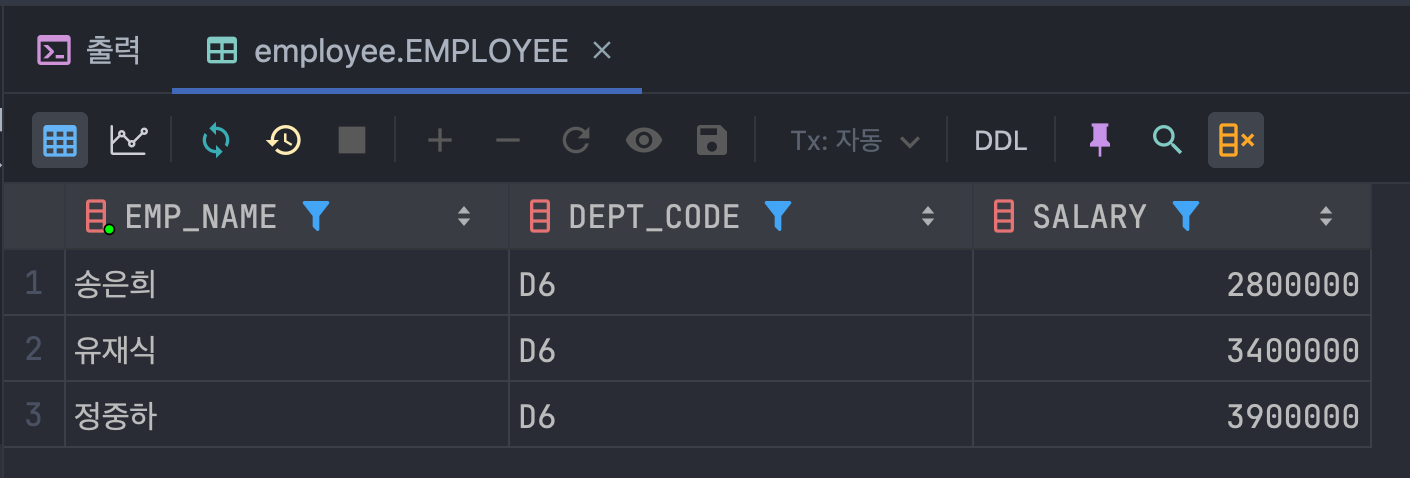 출력 employee.EMPLOYEE
Tx: 자동 DDL
EMP_NAME DEPT_CODE SALARY
1 송은희 D6 2800000
2 유재식 D6 3400000
3 정중하 D6 3900000